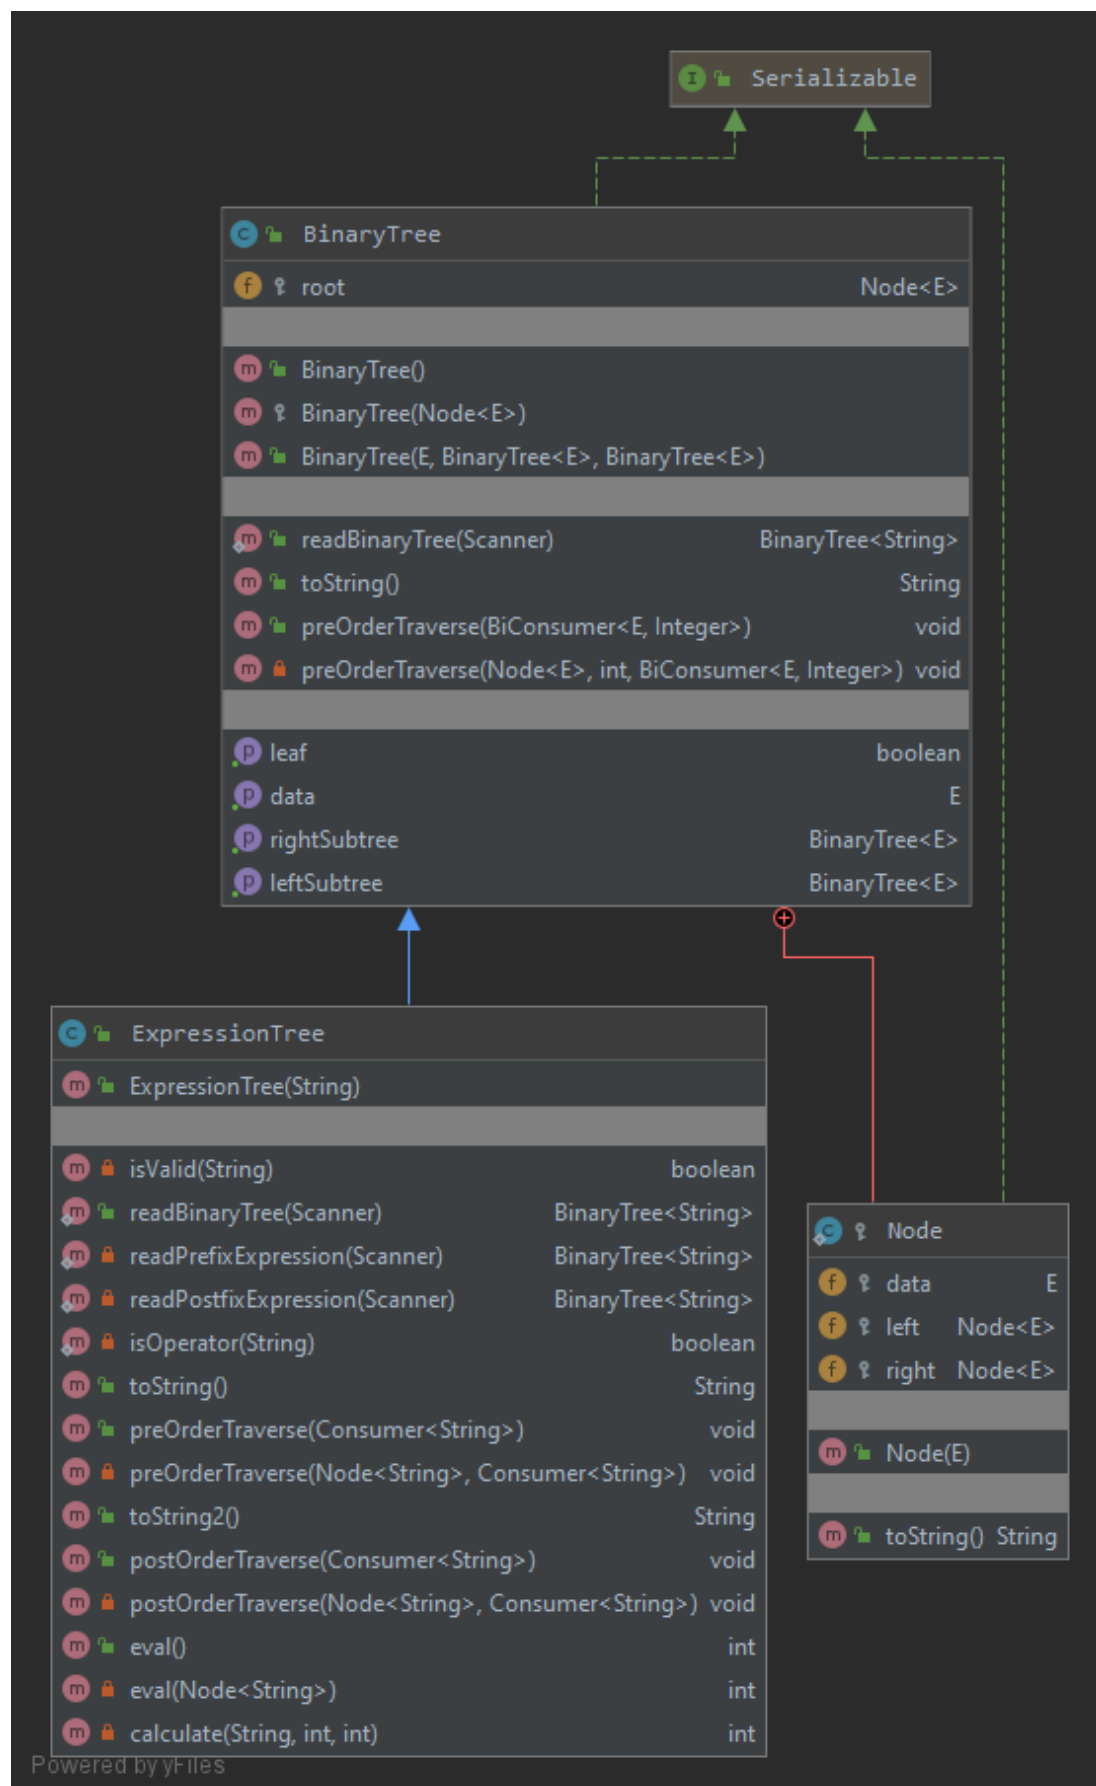 Serializable
BinaryTree
root Node<E>
BinaryTree()
BinaryTree(Node<E>)
BinaryTree(E, BinaryTree<E>, BinaryTree<E>)
readBinaryTree(Scanner) BinaryTree<String>
toString() String
preOrderTraverse(BiConsumer<E, Integer>) void
preOrderTraverse(Node<E>, int, BiConsumer<E, Integer>) void
leaf boolean
data E
rightSubtree BinaryTree<E>
leftSubtree BinaryTree<E>
ExpressionTree
ExpressionTree(String)
isValid(String) boolean
readBinaryTree(Scanner) BinaryTree<String>
readPrefixExpression(Scanner) BinaryTree<String>
readPostfixExpression(Scanner) BinaryTree<String>
isOperator(String) boolean
toString() String
preOrderTraverse(Consumer<String>) void
preOrderTraverse(Node<String>, Consumer<String>) void
toString2() String
postOrderTraverse(Consumer<String>) void
postOrderTraverse(Node<String>, Consumer<String>) void
eval() int
eval(Node<String>) int
calculate(String, int, int) int
Node
data E
left Node<E>
right Node<E>
Node(E)
toString() String
Powered by yFiles